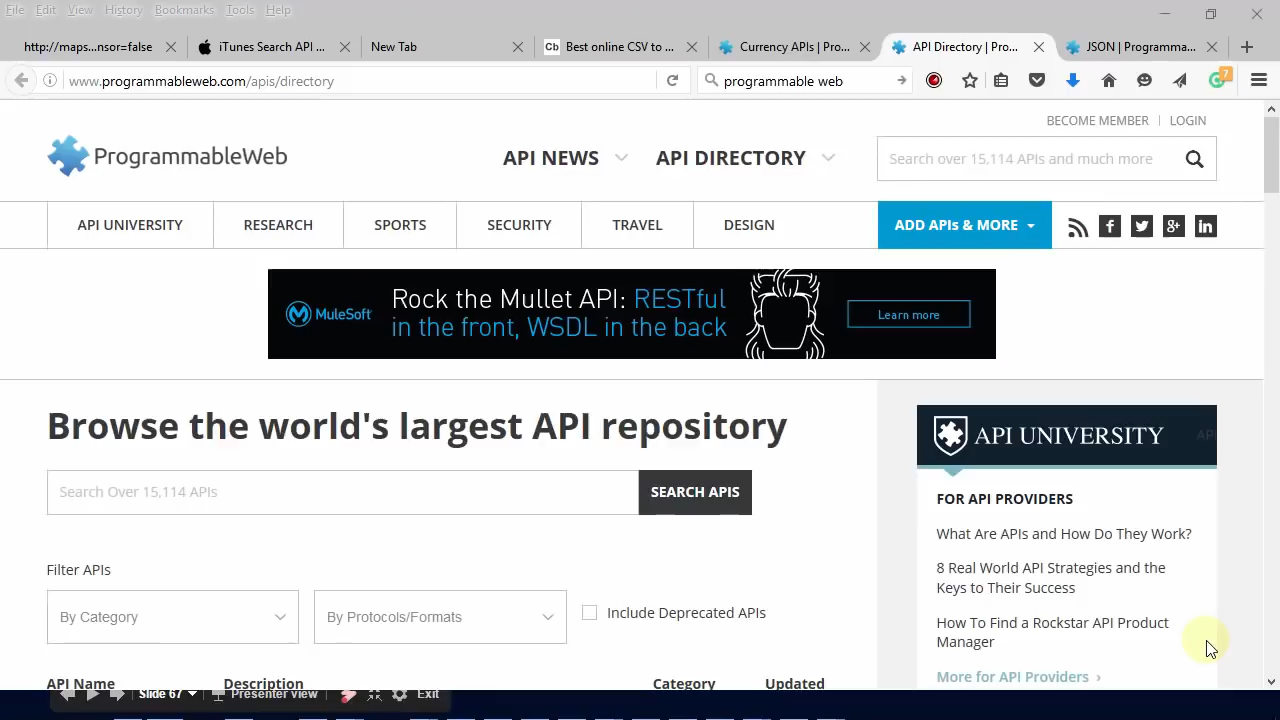 File Edit View History Bookmarks Tools Help
http://maps...nsor=false
iTunes Search API ...
New Tab
Cb Best online CSV to ...
Currency APIs | Pro...
API Directory | Pro...
JSON | Programma...
www.programmableweb.com/apis/directory
programmable web
7
BECOME MEMBER | LOGIN
ProgrammableWeb
API NEWS
API DIRECTORY
Search over 15,114 APIs and much more
API UNIVERSITY
RESEARCH
SPORTS
SECURITY
TRAVEL
DESIGN
ADD APIs & MORE
f
g+
in
MuleSoft
Rock the Mullet API: RESTful
in the front, WSDL in the back
Learn more
Browse the world's largest API repository
Search Over 15,114 APIs
SEARCH APIS
Filter APIs
By Category
By Protocols/Formats
Include Deprecated APIs
API Name
Description
Category
Updated
API UNIVERSITY
API
FOR API PROVIDERS
What Are APIs and How Do They Work?
8 Real World API Strategies and the
Keys to Their Success
How To Find a Rockstar API Product
Manager
More for API Providers ›
Slide 67
Presenter view
Exit